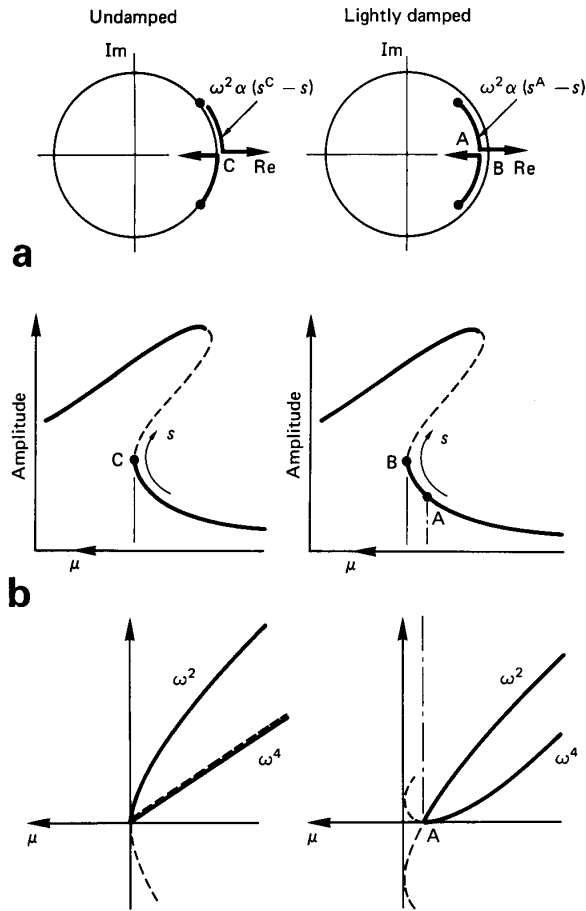 Undamped
Lightly damped
Im
Im
ω²α (sᶜ − s)
ω²α (sᴬ − s)
A
C
Re
B
Re
a
Amplitude
Amplitude
s
s
C
B
A
μ
μ
b
ω²
ω²
ω⁴
ω⁴
μ
μ
A